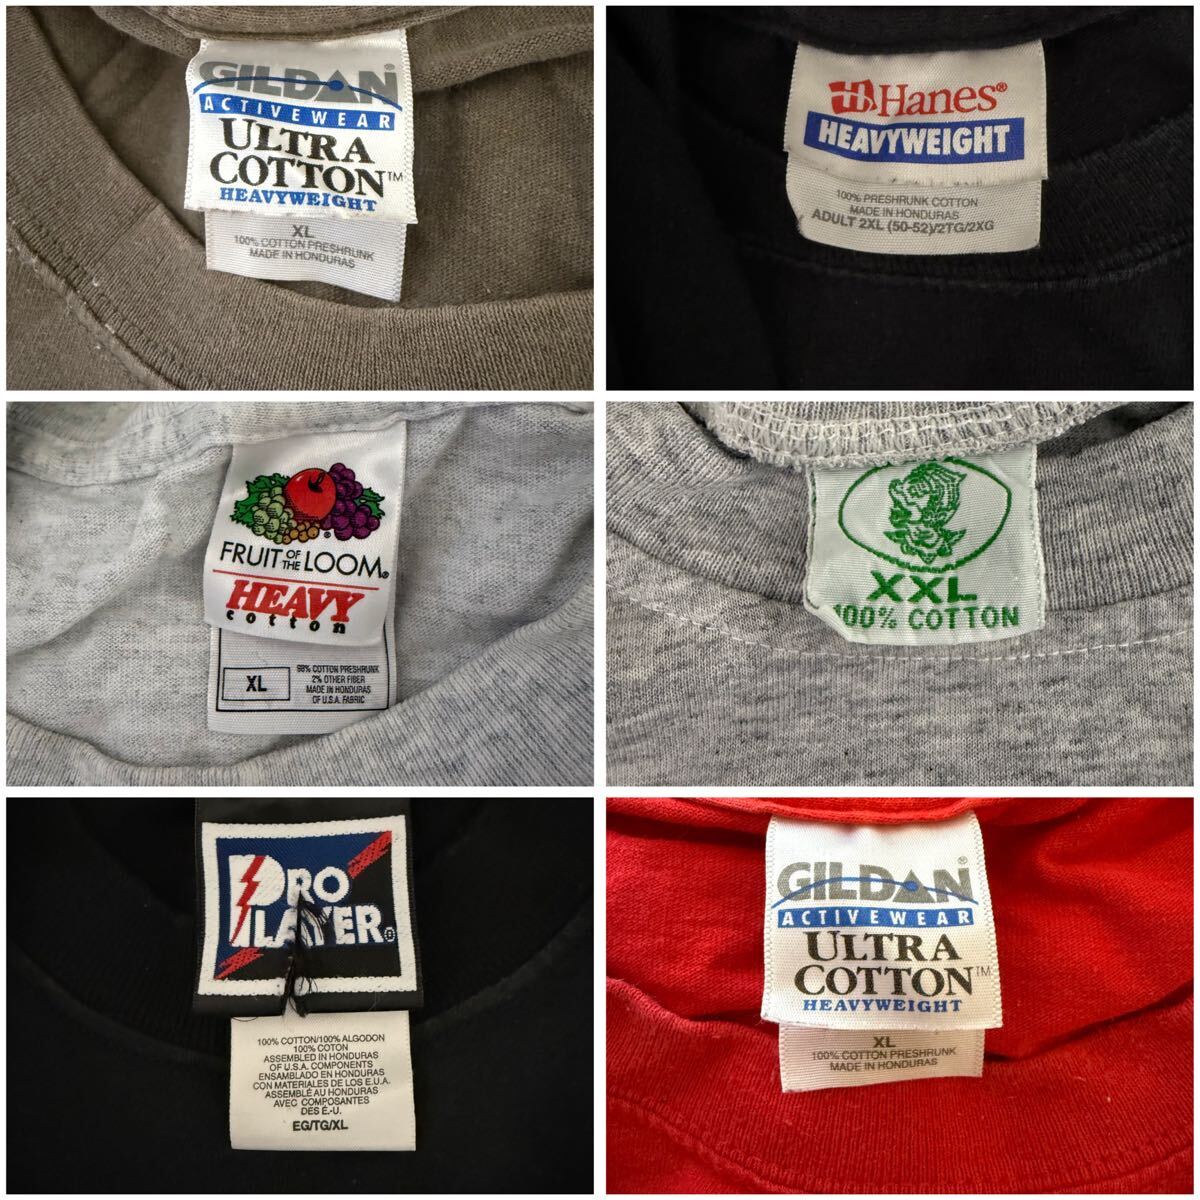 GILDAN®
ACTIVEWEAR
ULTRA
COTTON™
HEAVYWEIGHT
XL
100% COTTON PRESHRUNK
MADE IN HONDURAS
Hanes®
HEAVYWEIGHT
100% PRESHRUNK COTTON
MADE IN HONDURAS
ADULT 2XL (50-52)/2TG/2XG
FRUIT OF THE LOOM®
HEAVY
cotton
XL
98% COTTON PRESHRUNK
2% OTHER FIBER
MADE IN HONDURAS
OF U.S.A. FABRIC
XXL
100% COTTON
PRO
PLAYER®
100% COTTON/100% ALGODON
100% COTON
ASSEMBLED IN HONDURAS
OF U.S.A. COMPONENTS
ENSAMBLADO EN HONDURAS
CON MATERIALES DE LOS E.U.A.
ASSEMBLÉ AU HONDURAS
AVEC COMPOSANTES
DES É.-U.
EG/TG/XL
GILDAN®
ACTIVEWEAR
ULTRA
COTTON™
HEAVYWEIGHT
XL
100% COTTON PRESHRUNK
MADE IN HONDURAS